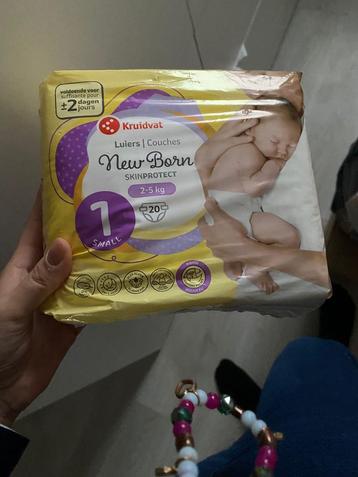 voldoende voor
suffisante pour
±2 dagen
jours
Kruidvat
Luiers | Couches
New Born
SKINPROTECT
2-5 kg
20
1
SMALL